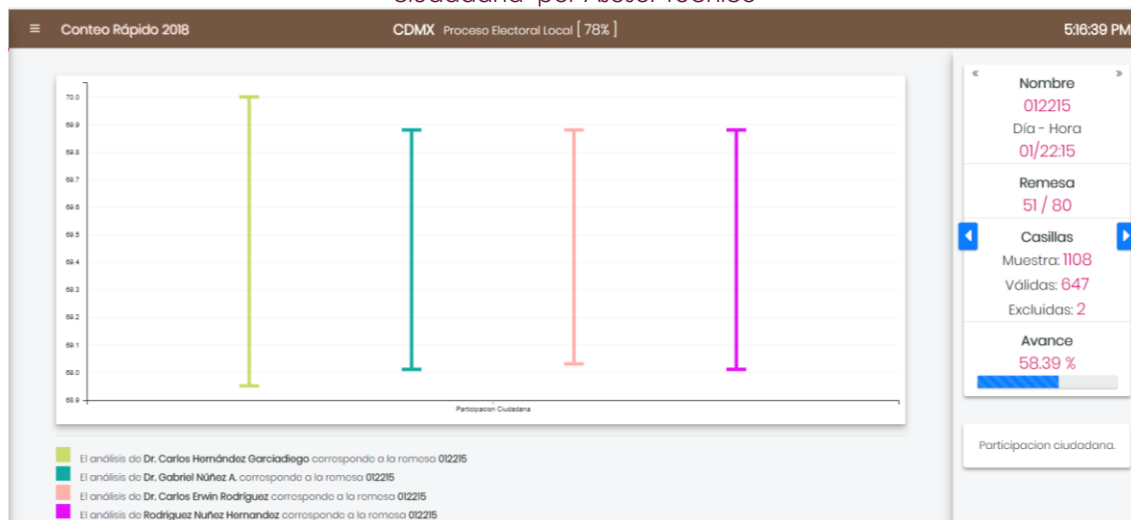 Ciudadana por Asesor Técnico
≡ Conteo Rápido 2018 CDMX Proceso Electoral Local [ 78% ] 5:16:39 PM
« »
Nombre
012215
Día - Hora
01/22:15
Remesa
51 / 80
Casillas
Muestra: 1108
Válidas: 647
Excluidas: 2
Avance
58.39 %
Participacion ciudadana.
70.0
69.9
69.8
69.7
69.6
69.5
69.4
69.3
69.2
69.1
69.0
68.9
Participacion Ciudadana
El análisis de Dr. Carlos Hernández Garciadiego corresponde a la remesa 012215
El análisis de Dr. Gabriel Núñez A. corresponde a la remesa 012215
El análisis de Dr. Carlos Erwin Rodríguez corresponde a la remesa 012215
El análisis de Rodriguez Nuñez Hernandez corresponde a la remesa 012215